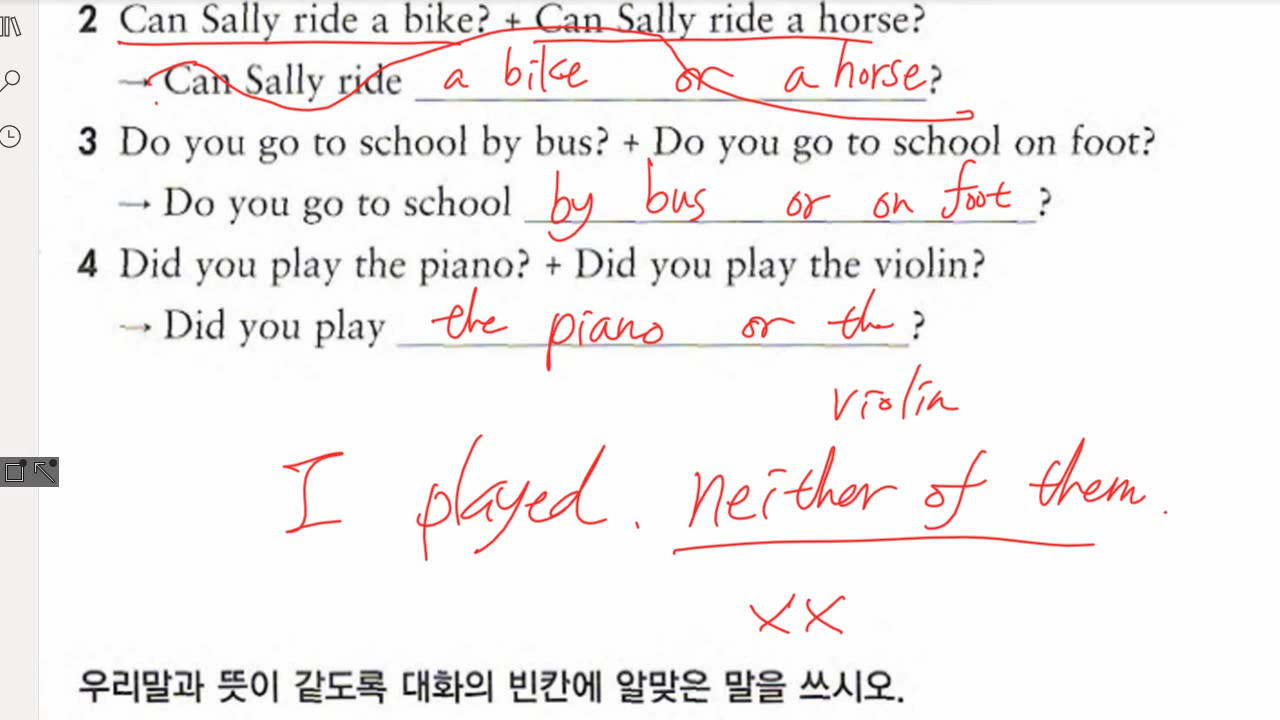 2 Can Sally ride a bike? + Can Sally ride a horse?
→ Can Sally ride a bike or a horse?
3 Do you go to school by bus? + Do you go to school on foot?
→ Do you go to school by bus or on foot?
4 Did you play the piano? + Did you play the violin?
→ Did you play the piano or the?
violin
I played. neither of them.
XX
우리말과 뜻이 같도록 대화의 빈칸에 알맞은 말을 쓰시오.